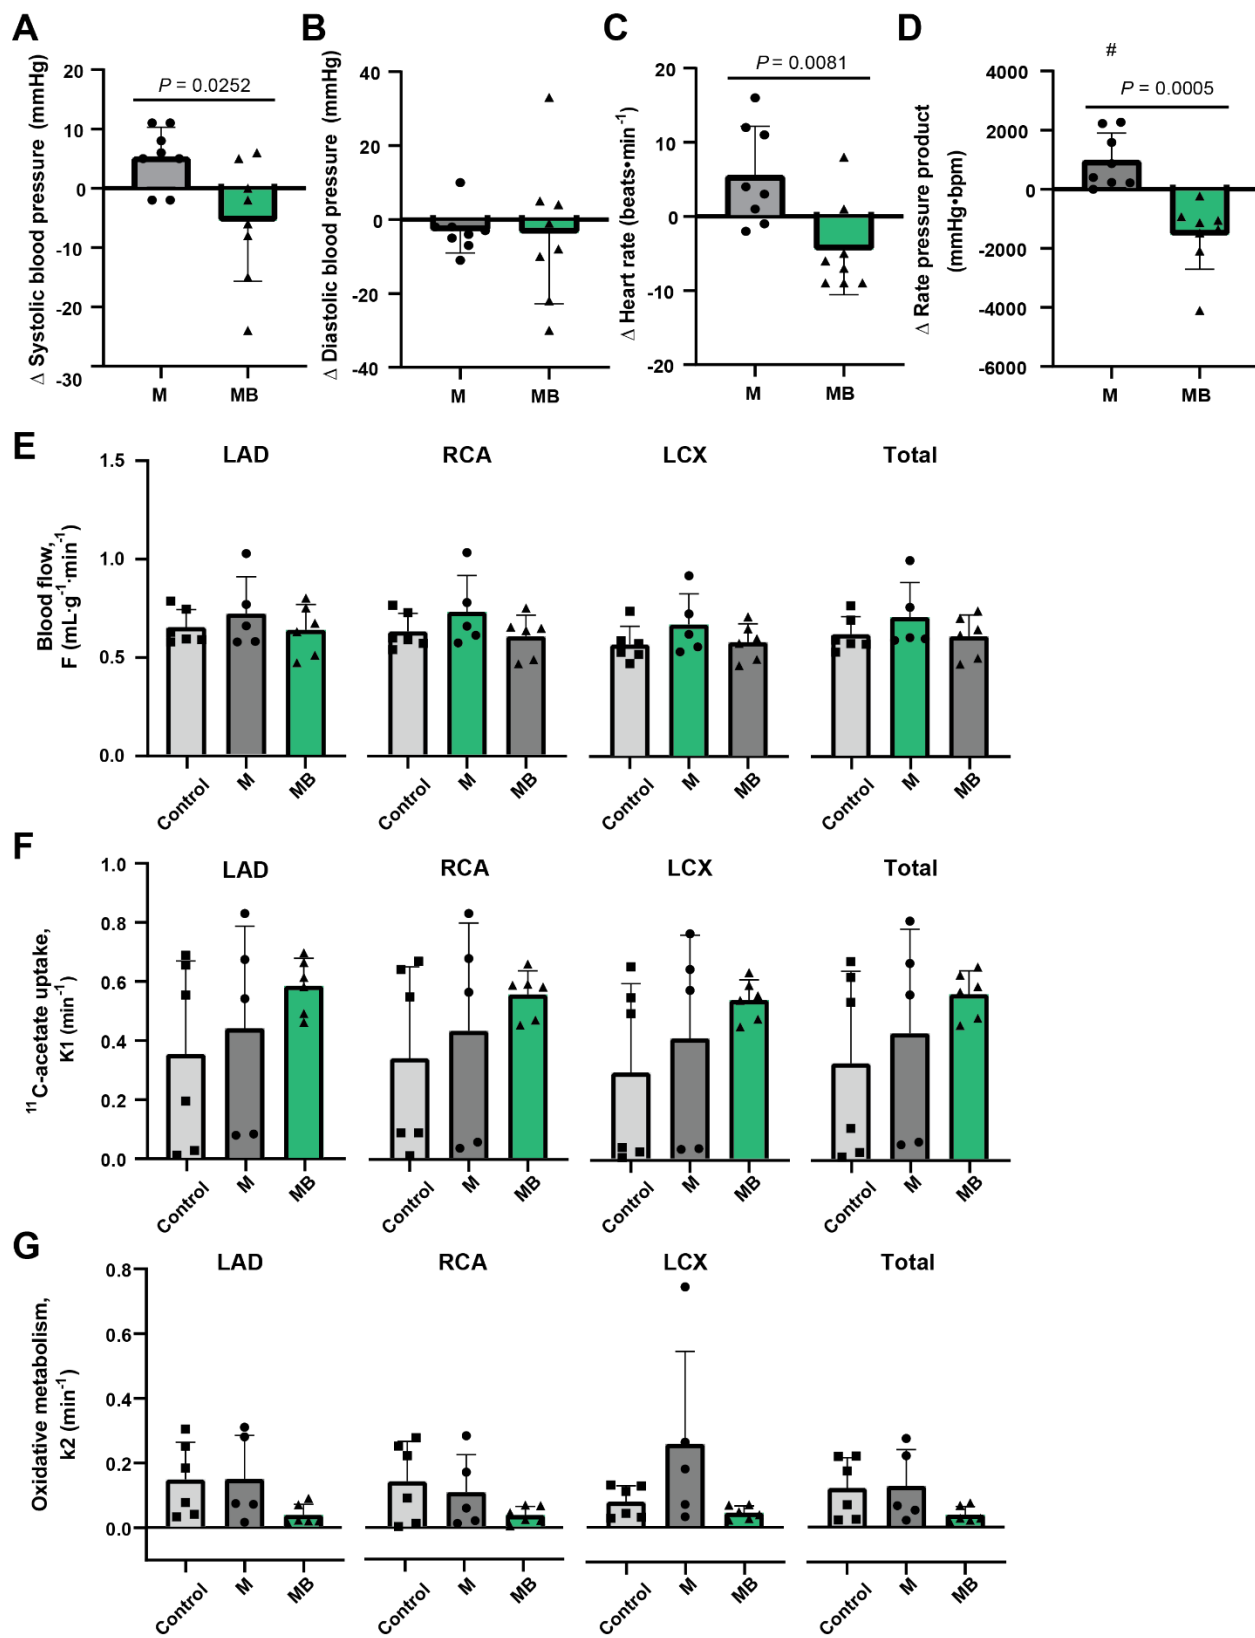 A
B
C
D
#
Δ Systolic blood pressure (mmHg)
20
10
0
-10
-20
-30
P = 0.0252
M
MB
Δ Diastolic blood pressure (mmHg)
40
20
0
-20
-40
M
MB
Δ Heart rate (beats•min⁻¹)
20
10
0
-10
-20
P = 0.0081
M
MB
Δ Rate pressure product
(mmHg•bpm)
4000
2000
0
-2000
-4000
-6000
P = 0.0005
M
MB
E
LAD
RCA
LCX
Total
Blood flow,
F (mL·g⁻¹·min⁻¹)
1.5
1.0
0.5
0.0
Control
M
MB
Control
M
MB
Control
M
MB
Control
M
MB
F
LAD
RCA
LCX
Total
¹¹C-acetate uptake,
K1 (min⁻¹)
1.0
0.8
0.6
0.4
0.2
0.0
Control
M
MB
Control
M
MB
Control
M
MB
Control
M
MB
G
LAD
RCA
LCX
Total
Oxidative metabolism,
k2 (min⁻¹)
0.8
0.6
0.4
0.2
0.0
Control
M
MB
Control
M
MB
Control
M
MB
Control
M
MB